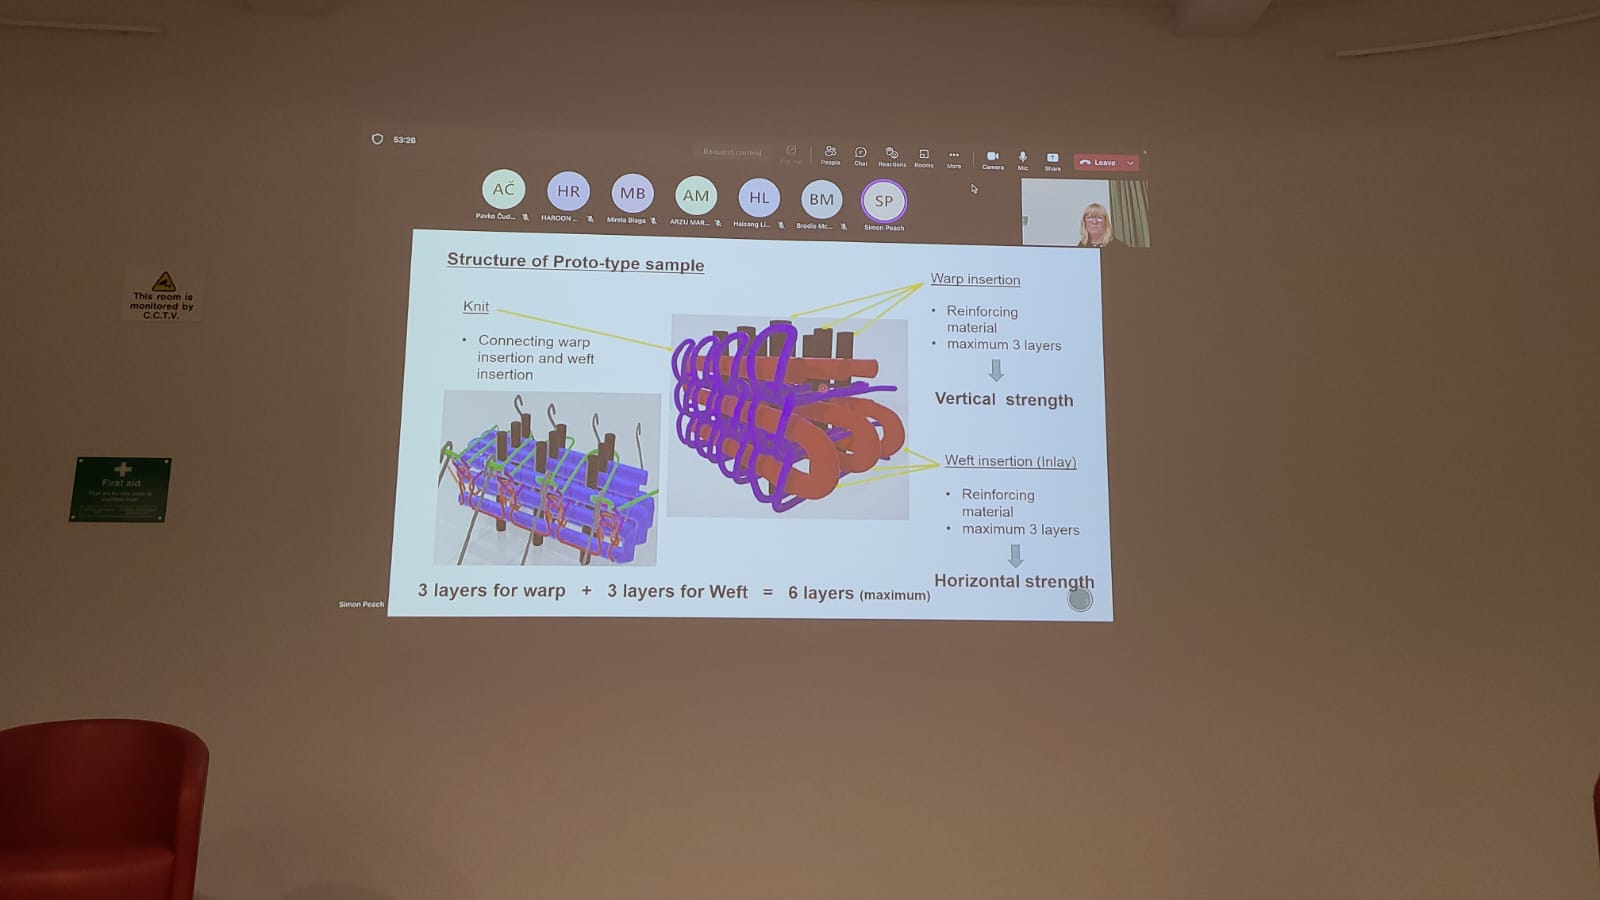 53:26
Request control
People
Chat
Reactions
Rooms
More
Camera
Mic
Share
Leave
AČ
HR
MB
AM
HL
BM
SP
Pavko Čud...
HAROON ...
Mirela Blaga
ARZU MAR...
Haisang Li...
Brodie Mc...
Simon Peach
Structure of Proto-type sample
Knit
• Connecting warp
insertion and weft
insertion
Warp insertion
• Reinforcing
material
• maximum 3 layers
Vertical strength
Weft insertion (Inlay)
• Reinforcing
material
• maximum 3 layers
Horizontal strength
3 layers for warp + 3 layers for Weft = 6 layers (maximum)
Simon Peach
This room is
monitored by
C.C.T.V.
First aid